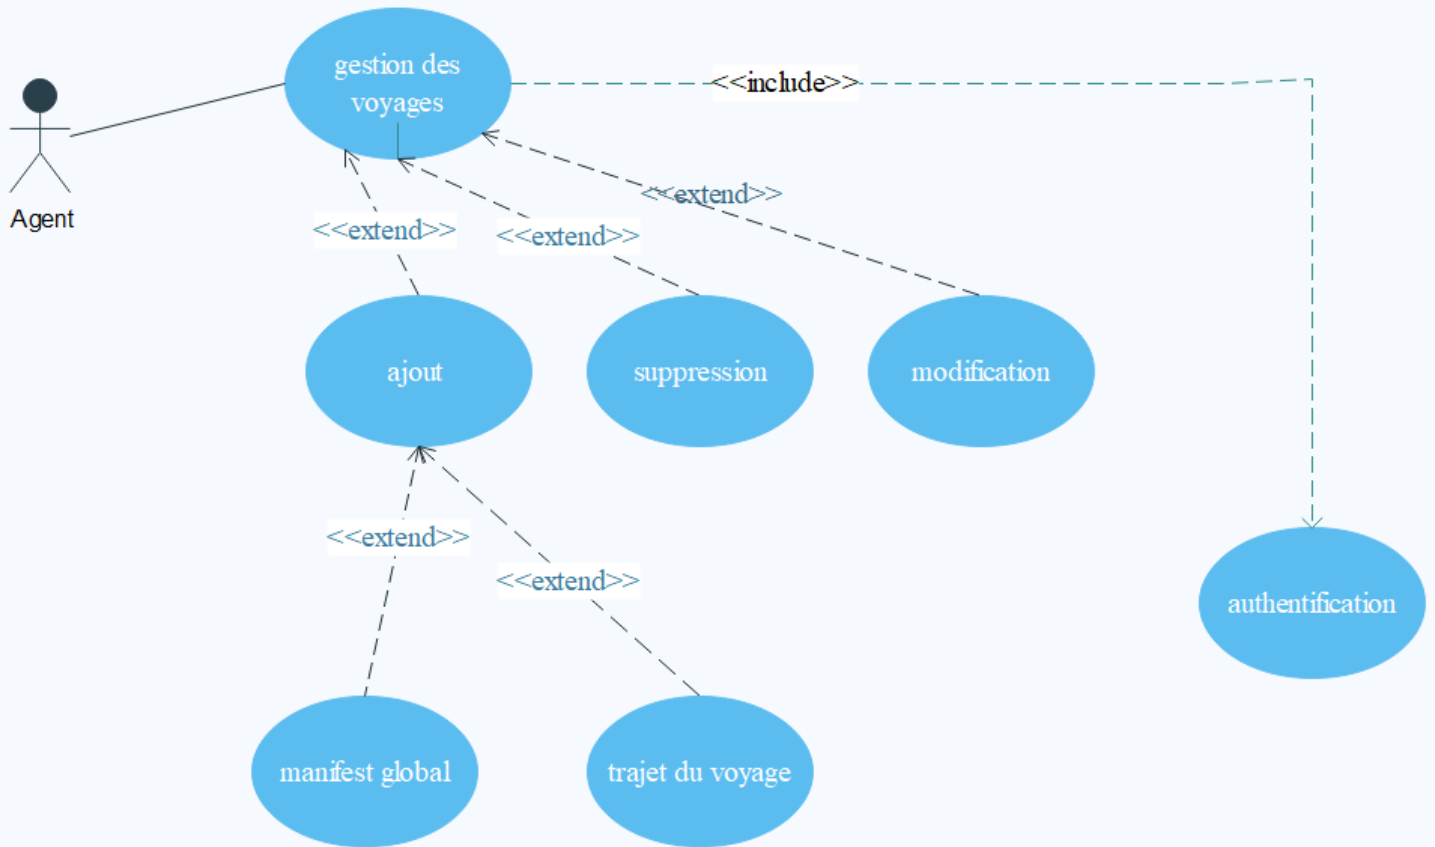 gestion des
voyages
<<include>>
Agent
<<extend>>
<<extend>>
<<extend>>
ajout
suppression
modification
<<extend>>
<<extend>>
authentification
manifest global
trajet du voyage